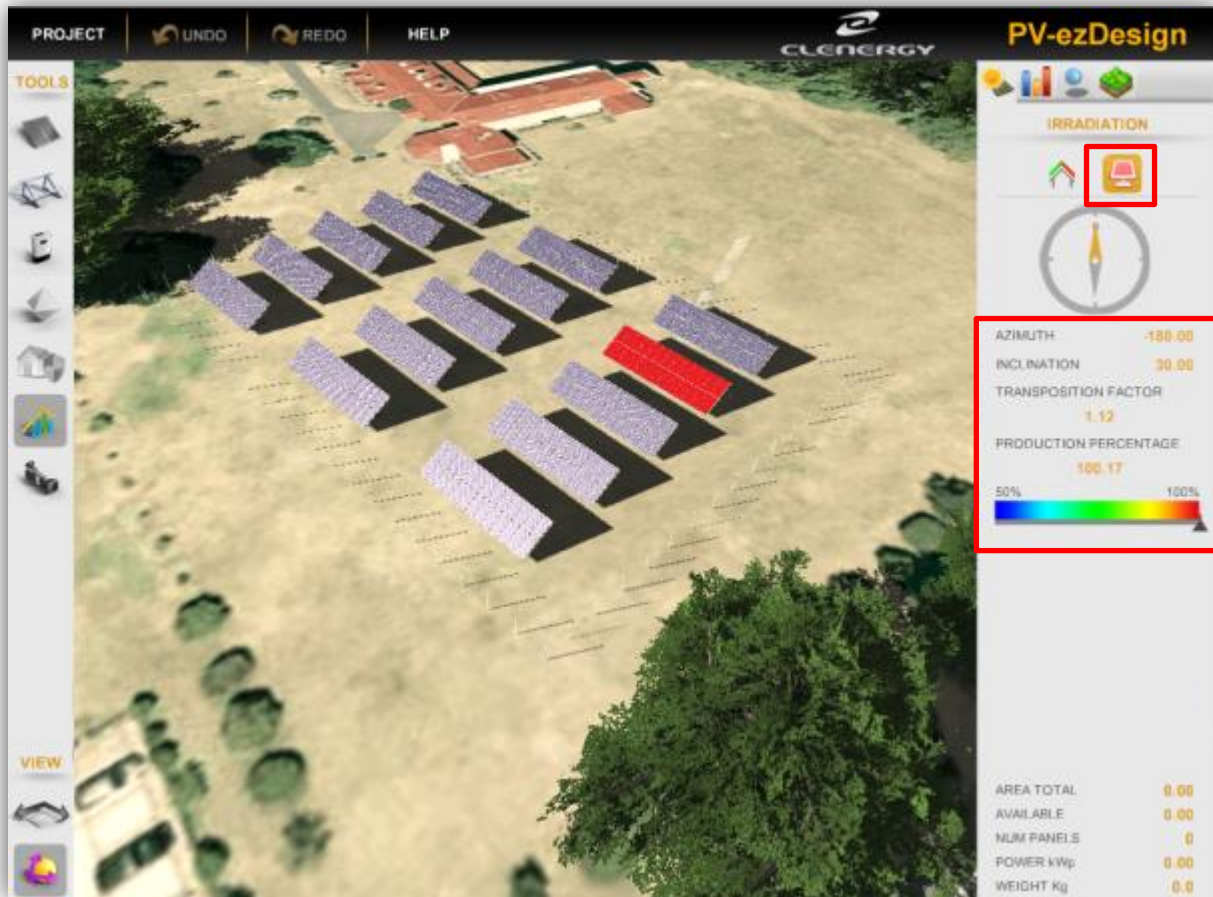 PROJECT UNDO REDO HELP CLENERGY PV-ezDesign
TOOLS
IRRADIATION
AZIMUTH -180.00
INCLINATION 30.00
TRANSPOSITION FACTOR
1.12
PRODUCTION PERCENTAGE
100.17
50% 100%
VIEW
AREA TOTAL 0.00
AVAILABLE 0.00
NUM PANELS 0
POWER kWp 0.00
WEIGHT Kg 0.0